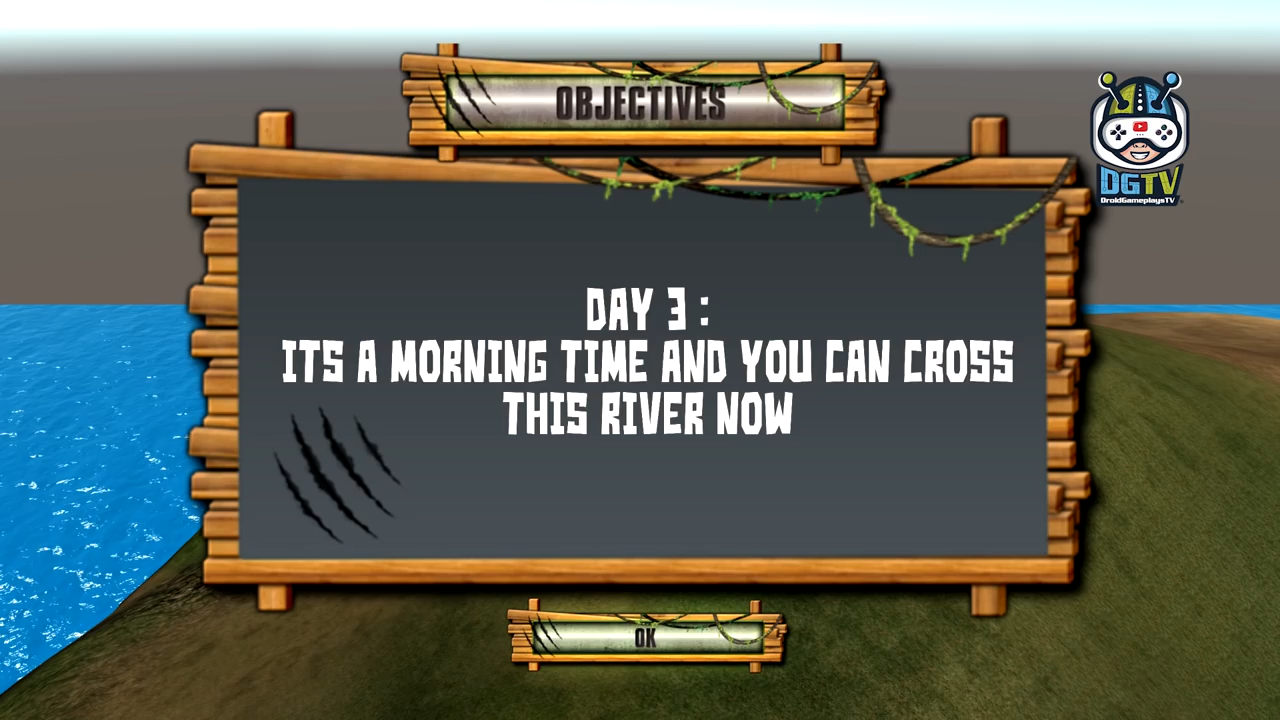 OBJECTIVES
DGTV
DroidGameplaysTV
DAY 3 :
ITS A MORNING TIME AND YOU CAN CROSS
THIS RIVER NOW
OK